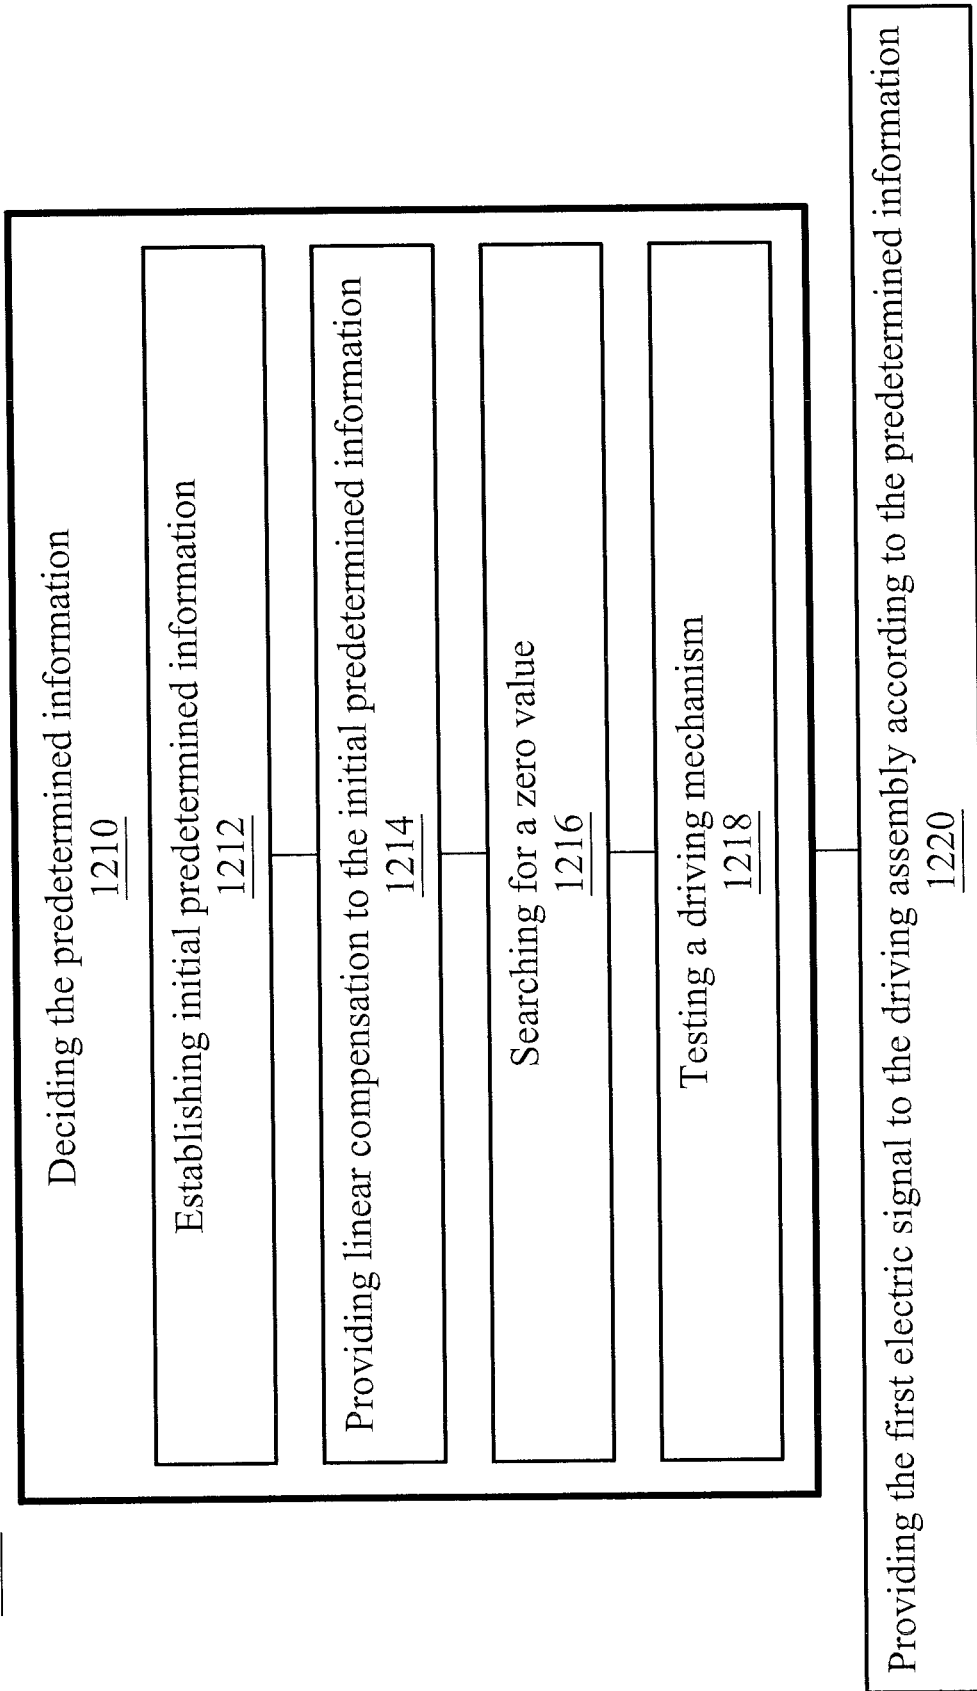 Deciding the predetermined information
1210
Establishing initial predetermined information
1212
Providing linear compensation to the initial predetermined information
1214
Searching for a zero value
1216
Testing a driving mechanism
1218
Providing the first electric signal to the driving assembly according to the predetermined information
1220